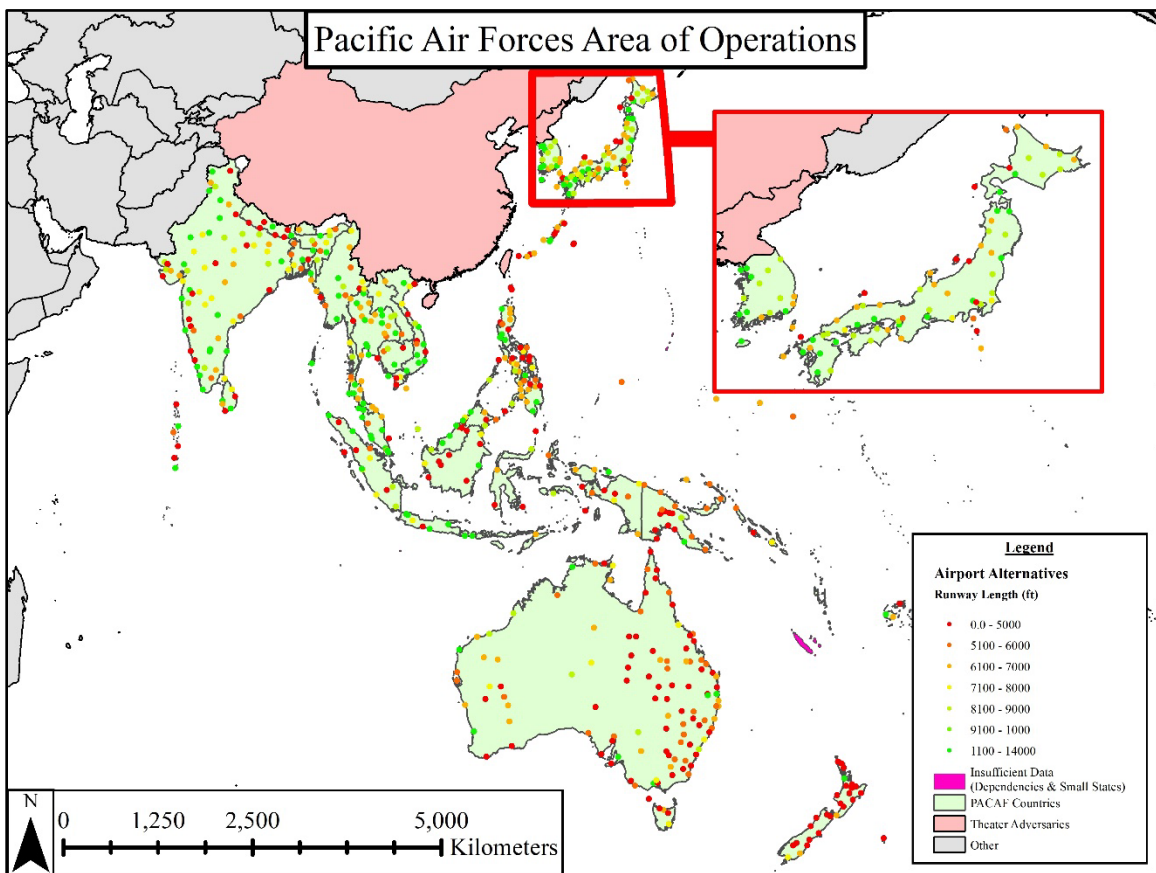 Pacific Air Forces Area of Operations
Legend
Airport Alternatives
Runway Length (ft)
0.0 - 5000
5100 - 6000
6100 - 7000
7100 - 8000
8100 - 9000
9100 - 1000
1100 - 14000
Insufficient Data
(Dependencies & Small States)
PACAF Countries
Theater Adversaries
Other
N
0 1,250 2,500 5,000
Kilometers